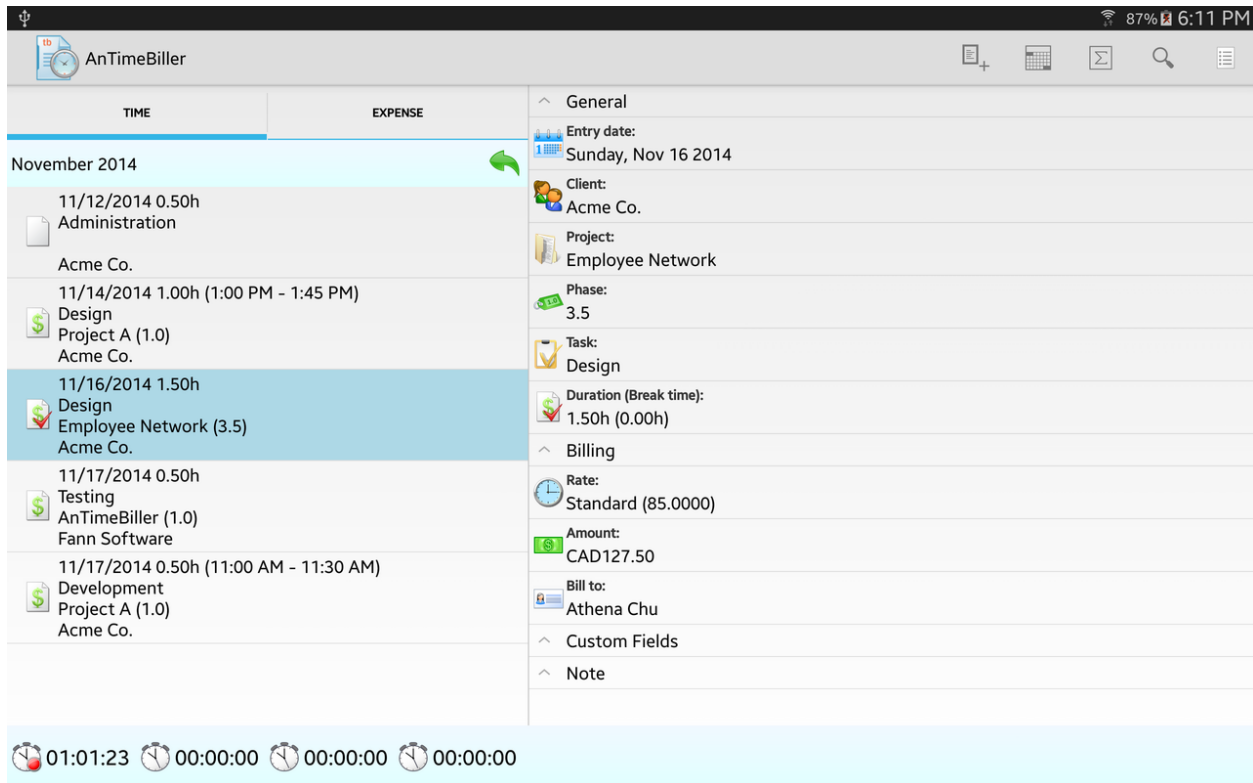 87% 6:11 PM
AnTimeBiller
TIME
EXPENSE
November 2014
11/12/2014 0.50h
Administration
Acme Co.
11/14/2014 1.00h (1:00 PM - 1:45 PM)
Design
Project A (1.0)
Acme Co.
11/16/2014 1.50h
Design
Employee Network (3.5)
Acme Co.
11/17/2014 0.50h
Testing
AnTimeBiller (1.0)
Fann Software
11/17/2014 0.50h (11:00 AM - 11:30 AM)
Development
Project A (1.0)
Acme Co.
General
Entry date:
Sunday, Nov 16 2014
Client:
Acme Co.
Project:
Employee Network
Phase:
3.5
Task:
Design
Duration (Break time):
1.50h (0.00h)
Billing
Rate:
Standard (85.0000)
Amount:
CAD127.50
Bill to:
Athena Chu
Custom Fields
Note
01:01:23 00:00:00 00:00:00 00:00:00